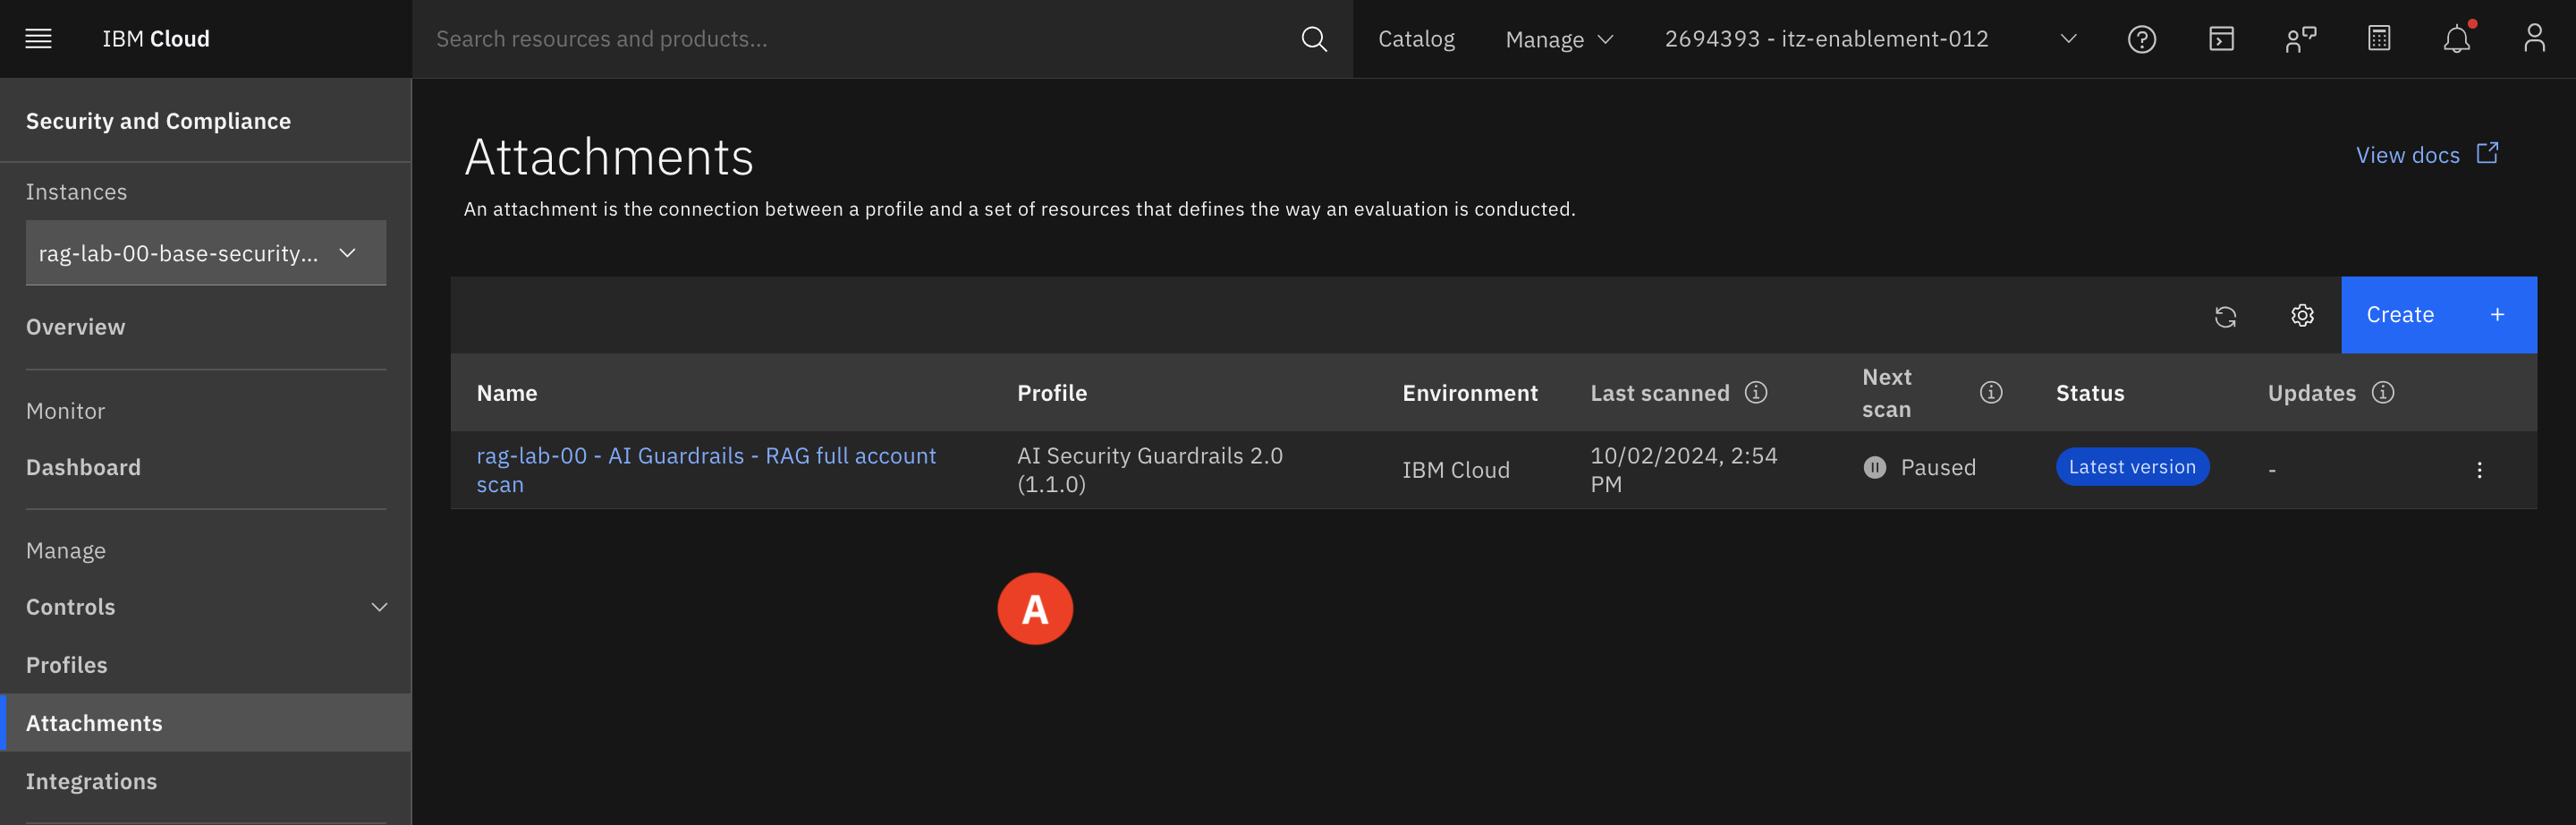 IBM Cloud
Search resources and products...
Catalog
Manage
2694393 - itz-enablement-012
Security and Compliance
Instances
rag-lab-00-base-security...
Overview
Monitor
Dashboard
Manage
Controls
Profiles
Attachments
Integrations
Attachments
View docs
An attachment is the connection between a profile and a set of resources that defines the way an evaluation is conducted.
Create +
Name
Profile
Environment
Last scanned
Next
scan
Status
Updates
rag-lab-00 - AI Guardrails - RAG full account
scan
AI Security Guardrails 2.0
(1.1.0)
IBM Cloud
10/02/2024, 2:54
PM
Paused
Latest version
-
A